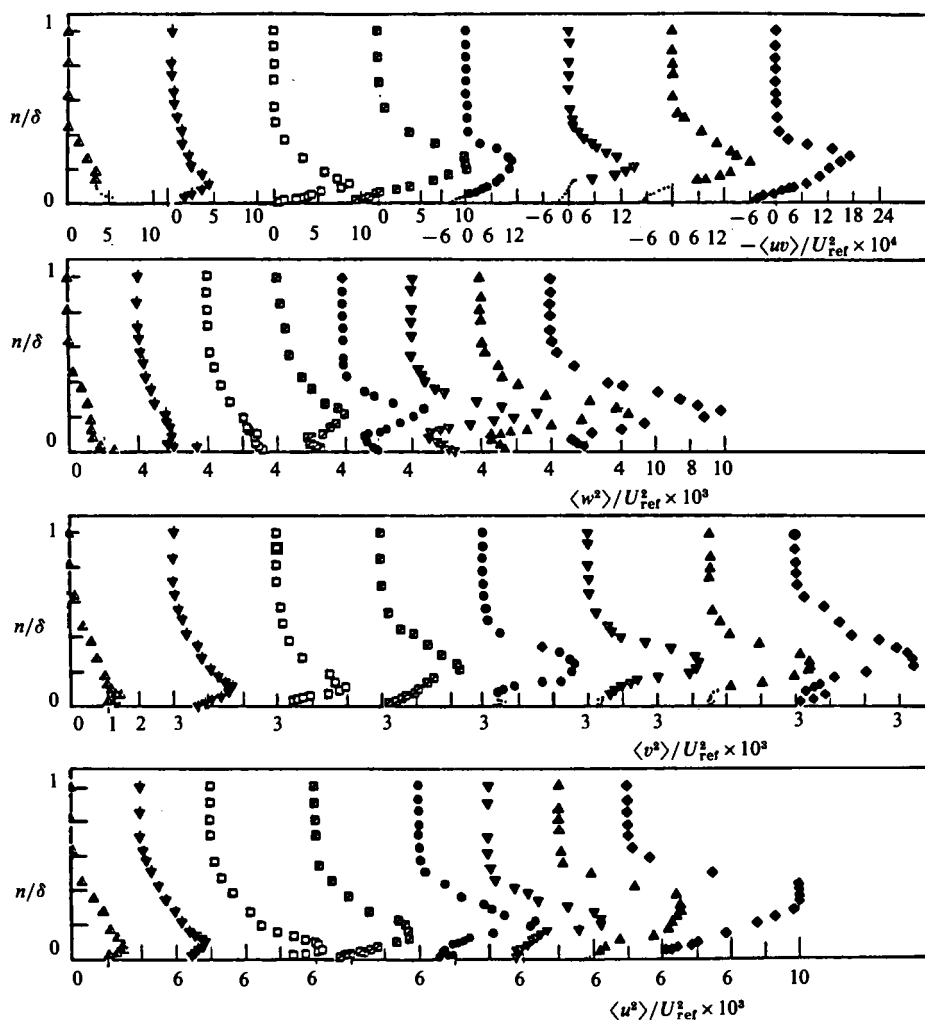 1
n/δ
0
0 5 10 0 5 10 0 5 10 0 5 10 −6 0 6 12 −6 0 6 12 −6 0 6 12 −6 0 6 12 18 24
−⟨uv⟩/U²ref × 10⁴
1
n/δ
0
0 4 4 4 4 4 4 4 4 10 8 10
⟨w²⟩/U²ref × 10³
1
n/δ
0
0 1 2 3 3 3 3 3 3 3 3
⟨v²⟩/U²ref × 10³
1
n/δ
0
0 6 6 6 6 6 6 6 6 10
⟨u²⟩/U²ref × 10³